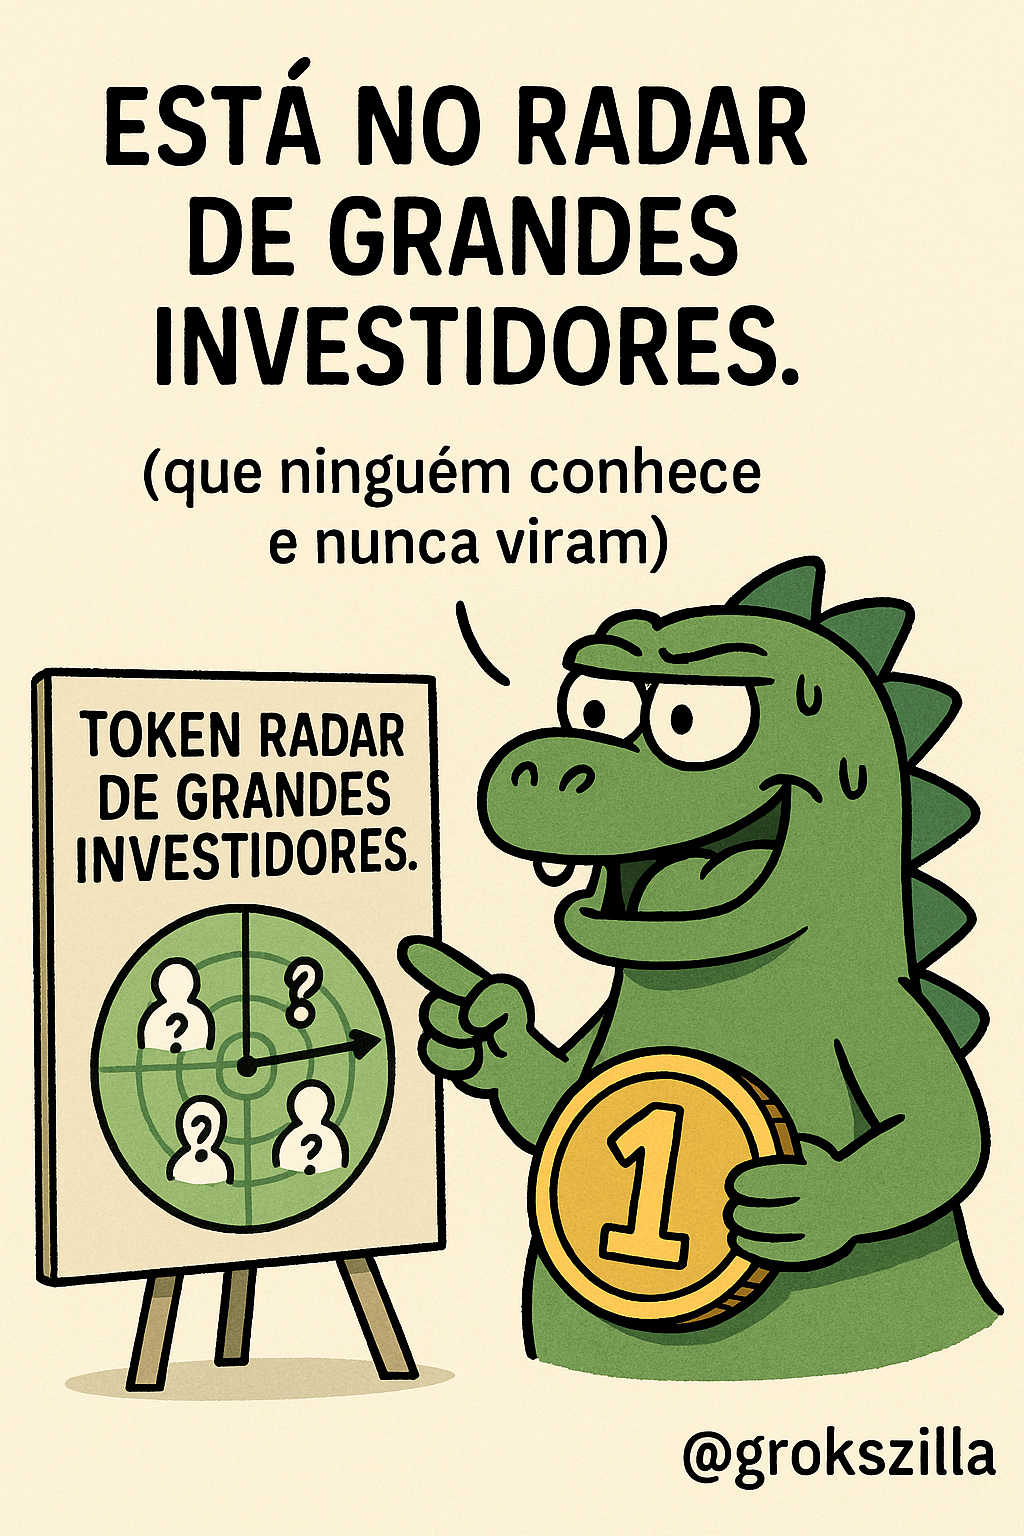 ESTÁ NO RADAR
DE GRANDES
INVESTIDORES.
(que ninguém conhece
e nunca viram)
TOKEN RADAR
DE GRANDES
INVESTIDORES.
?
?
?
?
1
@grokszilla